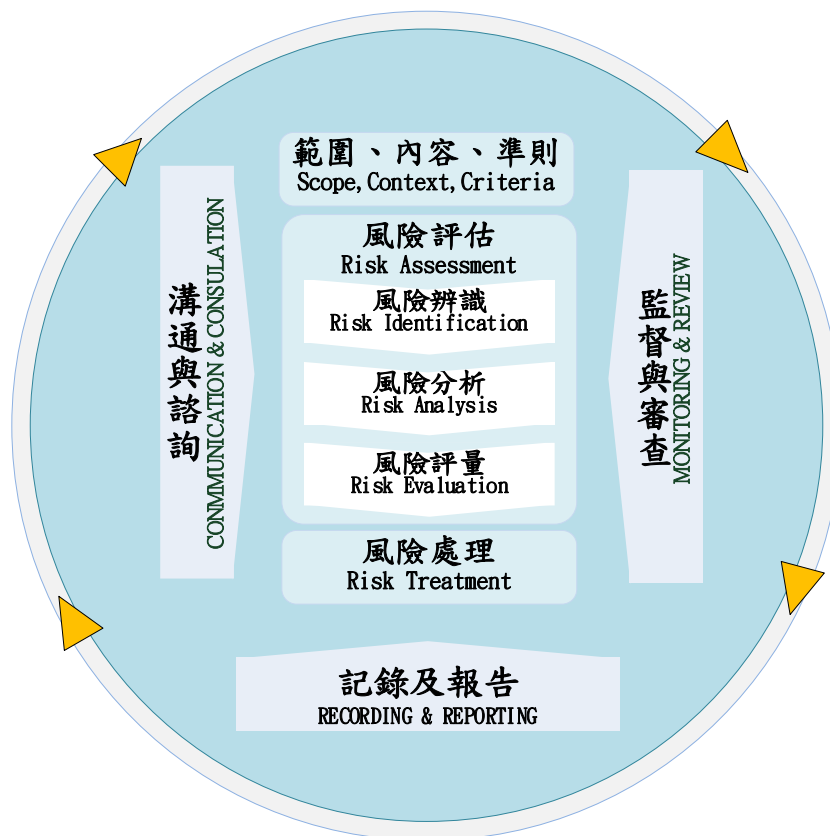 範圍、內容、準則
Scope,Context,Criteria
風險評估
Risk Assessment
風險辨識
Risk Identification
風險分析
Risk Analysis
風險評量
Risk Evaluation
風險處理
Risk Treatment
溝通與諮詢
CONMMUNICATION & CONSULATION
監督與審查
MONITORING & REVIEW
記錄及報告
RECORDING & REPORTING